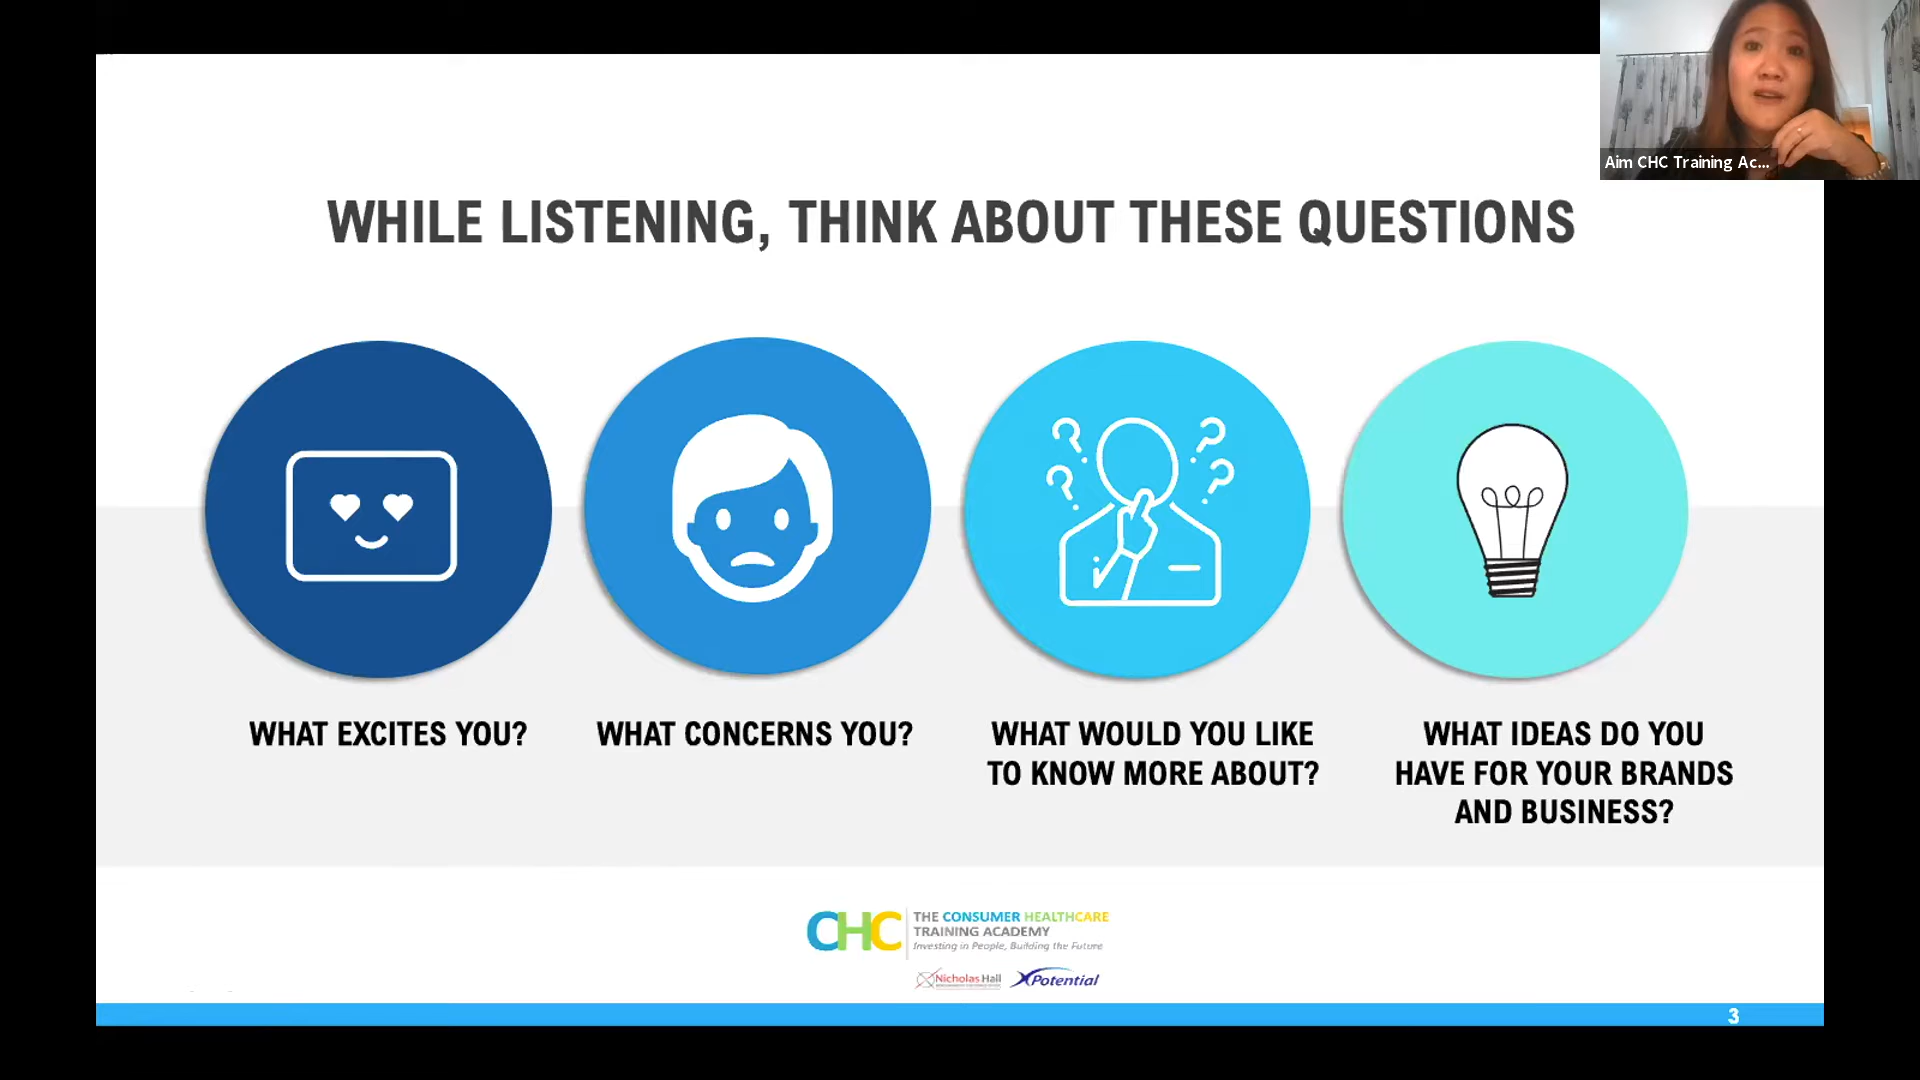 Aim CHC Training Ac...
WHILE LISTENING, THINK ABOUT THESE QUESTIONS
WHAT EXCITES YOU?
WHAT CONCERNS YOU?
WHAT WOULD YOU LIKE
TO KNOW MORE ABOUT?
WHAT IDEAS DO YOU
HAVE FOR YOUR BRANDS
AND BUSINESS?
CHC
THE CONSUMER HEALTHCARE
TRAINING ACADEMY
Investing in People, Building the Future
Nicholas Hall
XPotential
3